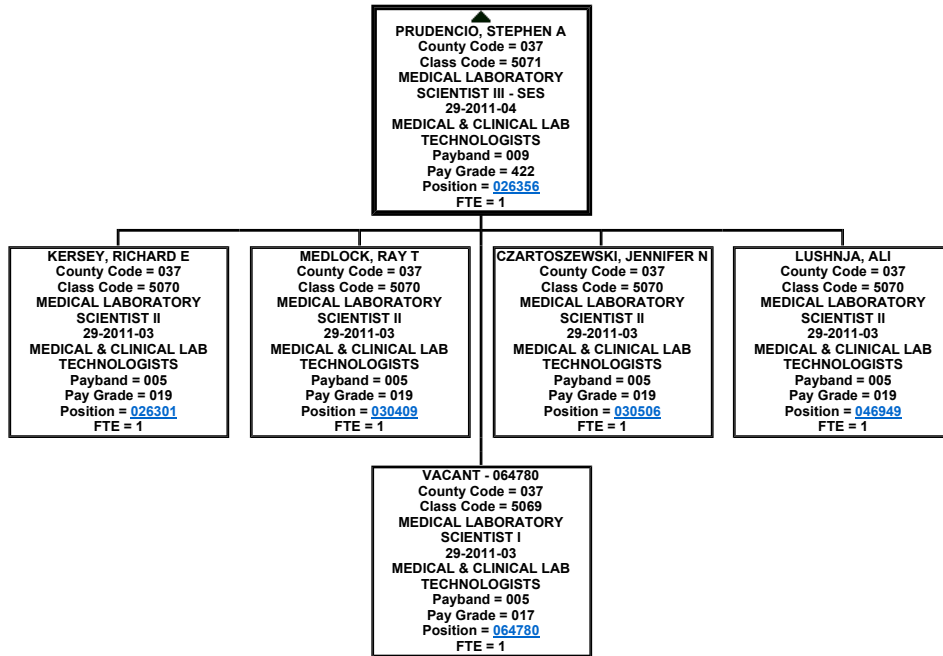 PRUDENCIO, STEPHEN A
County Code = 037
Class Code = 5071
MEDICAL LABORATORY
SCIENTIST III - SES
29-2011-04
MEDICAL & CLINICAL LAB
TECHNOLOGISTS
Payband = 009
Pay Grade = 422
Position = 026356
FTE = 1
KERSEY, RICHARD E
County Code = 037
Class Code = 5070
MEDICAL LABORATORY
SCIENTIST II
29-2011-03
MEDICAL & CLINICAL LAB
TECHNOLOGISTS
Payband = 005
Pay Grade = 019
Position = 026301
FTE = 1
MEDLOCK, RAY T
County Code = 037
Class Code = 5070
MEDICAL LABORATORY
SCIENTIST II
29-2011-03
MEDICAL & CLINICAL LAB
TECHNOLOGISTS
Payband = 005
Pay Grade = 019
Position = 030409
FTE = 1
CZARTOSZEWSKI, JENNIFER N
County Code = 037
Class Code = 5070
MEDICAL LABORATORY
SCIENTIST II
29-2011-03
MEDICAL & CLINICAL LAB
TECHNOLOGISTS
Payband = 005
Pay Grade = 019
Position = 030506
FTE = 1
LUSHNJA, ALI
County Code = 037
Class Code = 5070
MEDICAL LABORATORY
SCIENTIST II
29-2011-03
MEDICAL & CLINICAL LAB
TECHNOLOGISTS
Payband = 005
Pay Grade = 019
Position = 046949
FTE = 1
VACANT - 064780
County Code = 037
Class Code = 5069
MEDICAL LABORATORY
SCIENTIST I
29-2011-03
MEDICAL & CLINICAL LAB
TECHNOLOGISTS
Payband = 005
Pay Grade = 017
Position = 064780
FTE = 1